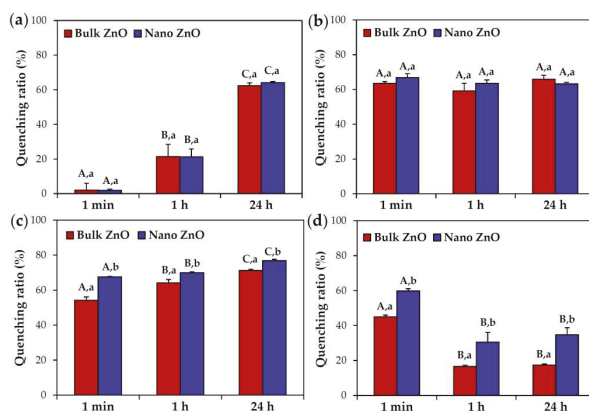 (a)
Bulk ZnO Nano ZnO
Quenching ratio (%)
100
80
60
40
20
0
A,a A,a
B,a B,a
C,a C,a
1 min 1 h 24 h
(b)
Bulk ZnO Nano ZnO
Quenching ratio (%)
100
80
60
40
20
0
A,a A,a
A,a A,a
A,a A,a
1 min 1 h 24 h
(c)
Bulk ZnO Nano ZnO
Quenching ratio (%)
100
80
60
40
20
0
A,a A,b
B,a B,b
C,a C,b
1 min 1 h 24 h
(d)
Bulk ZnO Nano ZnO
Quenching ratio (%)
100
80
60
40
20
0
A,a A,b
B,a B,b
B,a B,b
1 min 1 h 24 h